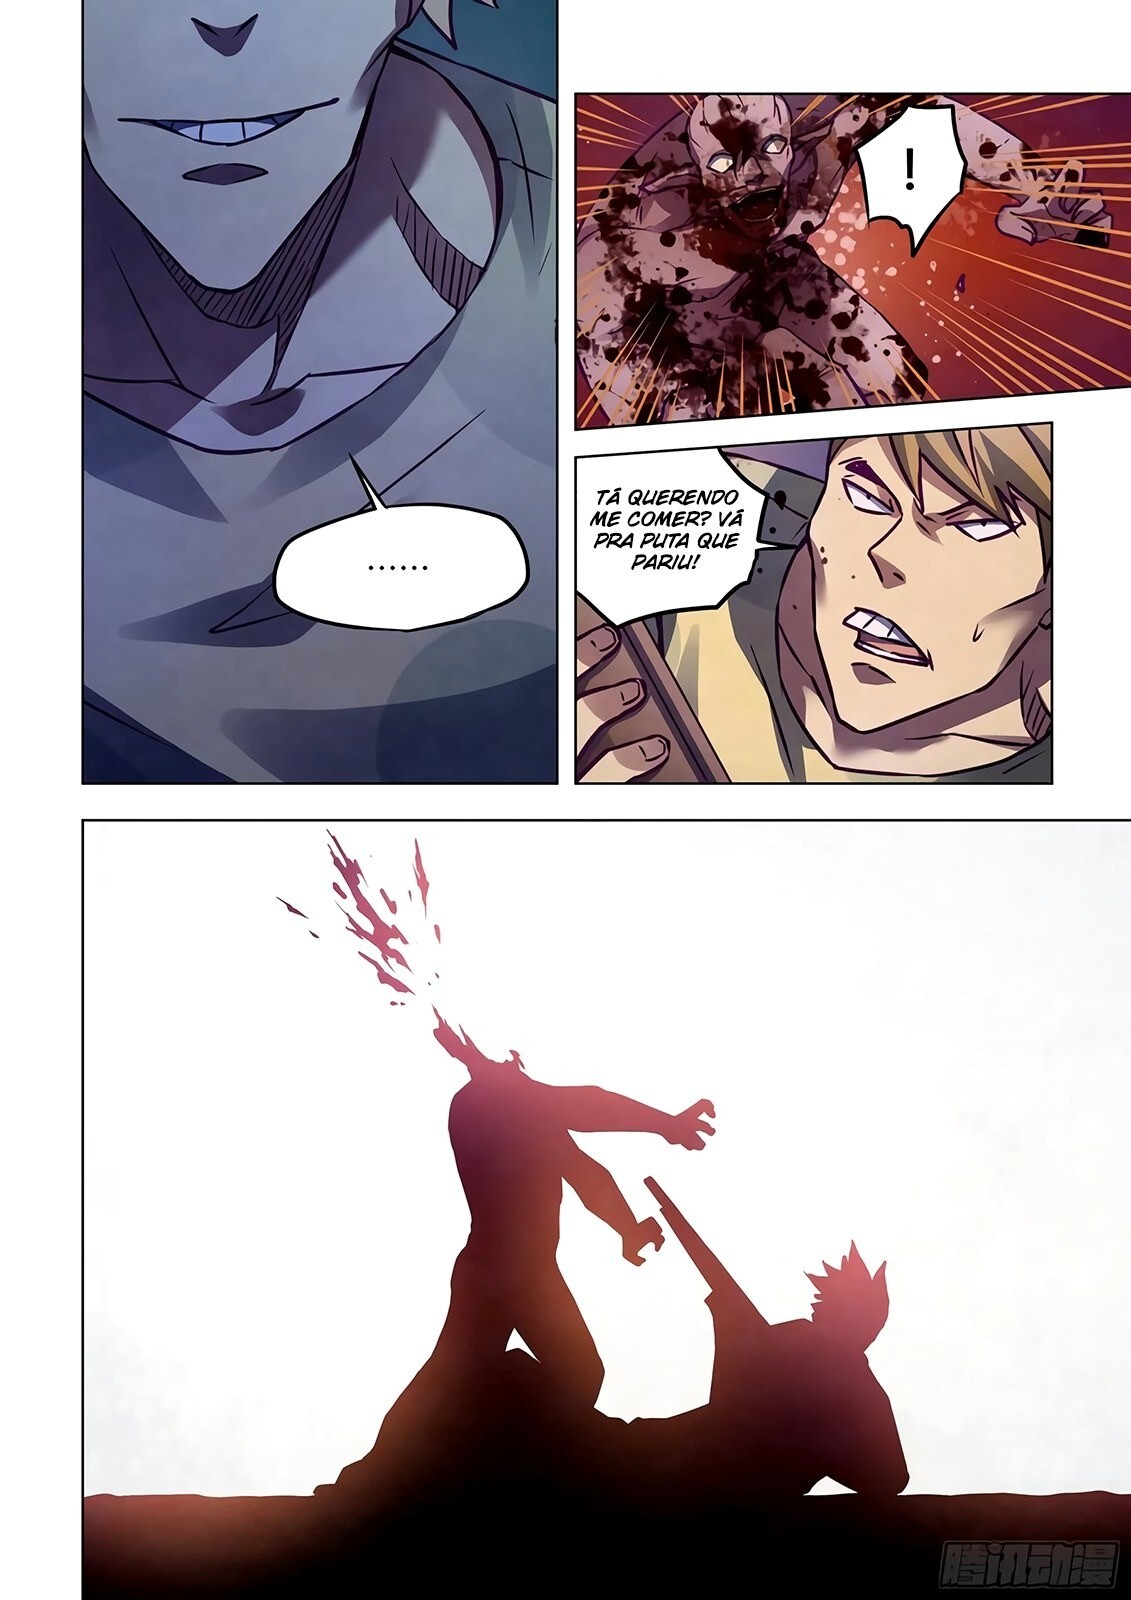 ......
!
TÁ QUERENDO
ME COMER? VÁ
PRA PUTA QUE
PARIU!
腾讯动漫